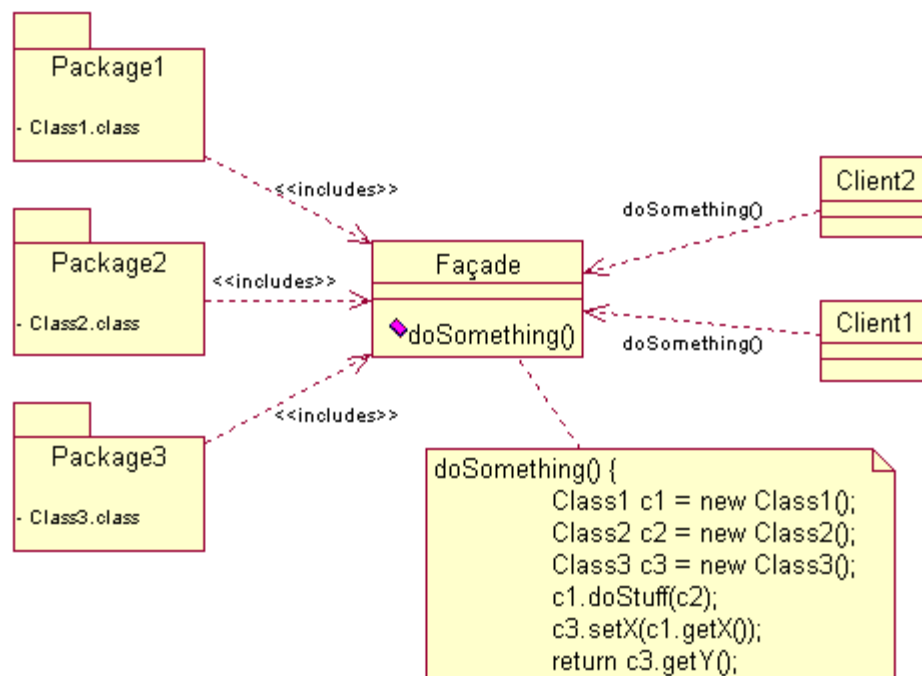 Package1
- Class1.class
<<includes>>
Package2
- Class2.class
<<includes>>
Package3
- Class3.class
<<includes>>
Façade
doSomething()
Client2
doSomething()
Client1
doSomething()
doSomething() {
Class1 c1 = new Class1();
Class2 c2 = new Class2();
Class3 c3 = new Class3();
c1.doStuff(c2);
c3.setX(c1.getX());
return c3.getY();